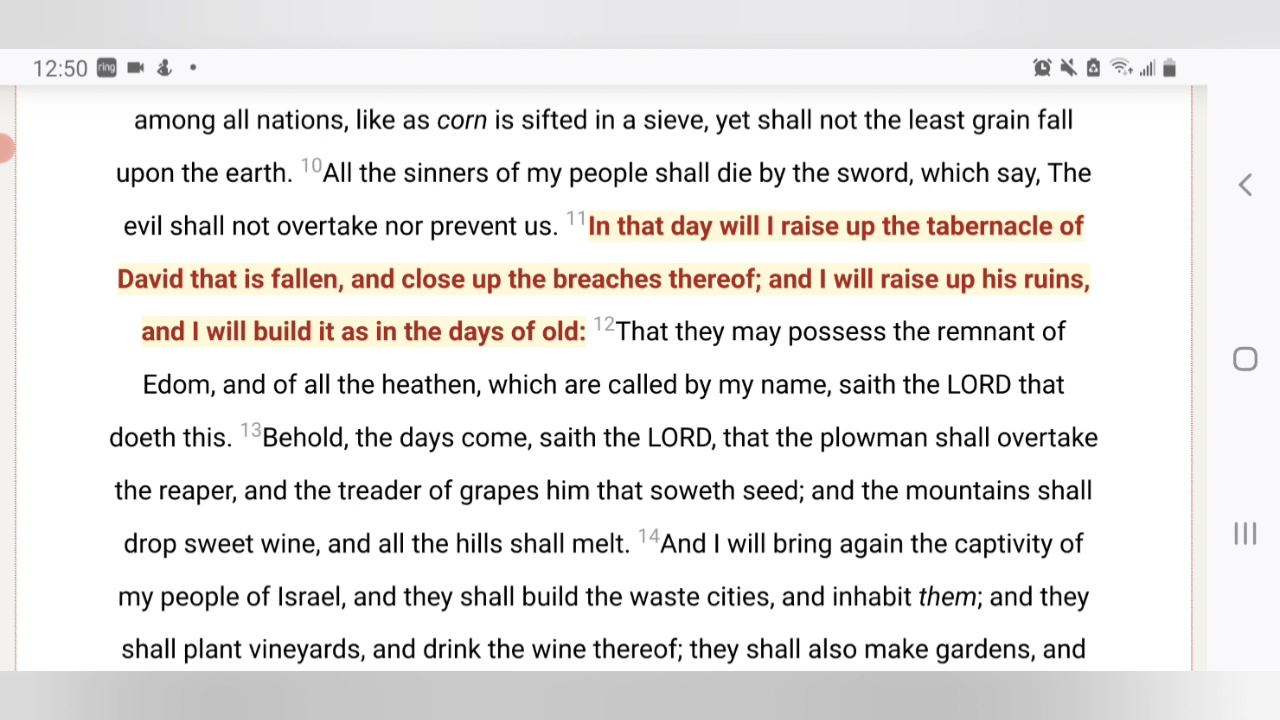 12:50 ring
among all nations, like as corn is sifted in a sieve, yet shall not the least grain fall
upon the earth. 10All the sinners of my people shall die by the sword, which say, The
evil shall not overtake nor prevent us. 11In that day will I raise up the tabernacle of
David that is fallen, and close up the breaches thereof; and I will raise up his ruins,
and I will build it as in the days of old: 12That they may possess the remnant of
Edom, and of all the heathen, which are called by my name, saith the LORD that
doeth this. 13Behold, the days come, saith the LORD, that the plowman shall overtake
the reaper, and the treader of grapes him that soweth seed; and the mountains shall
drop sweet wine, and all the hills shall melt. 14And I will bring again the captivity of
my people of Israel, and they shall build the waste cities, and inhabit them; and they
shall plant vineyards, and drink the wine thereof; they shall also make gardens, and